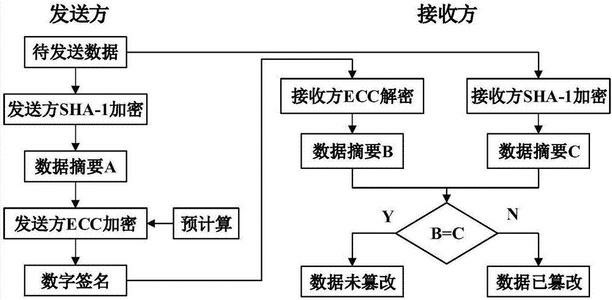 发送方
接收方
待发送数据
发送方SHA-1加密
接收方ECC解密
接收方SHA-1加密
数据摘要A
数据摘要B
数据摘要C
发送方ECC加密
预计算
Y
N
B=C
数字签名
数据未篡改
数据已篡改